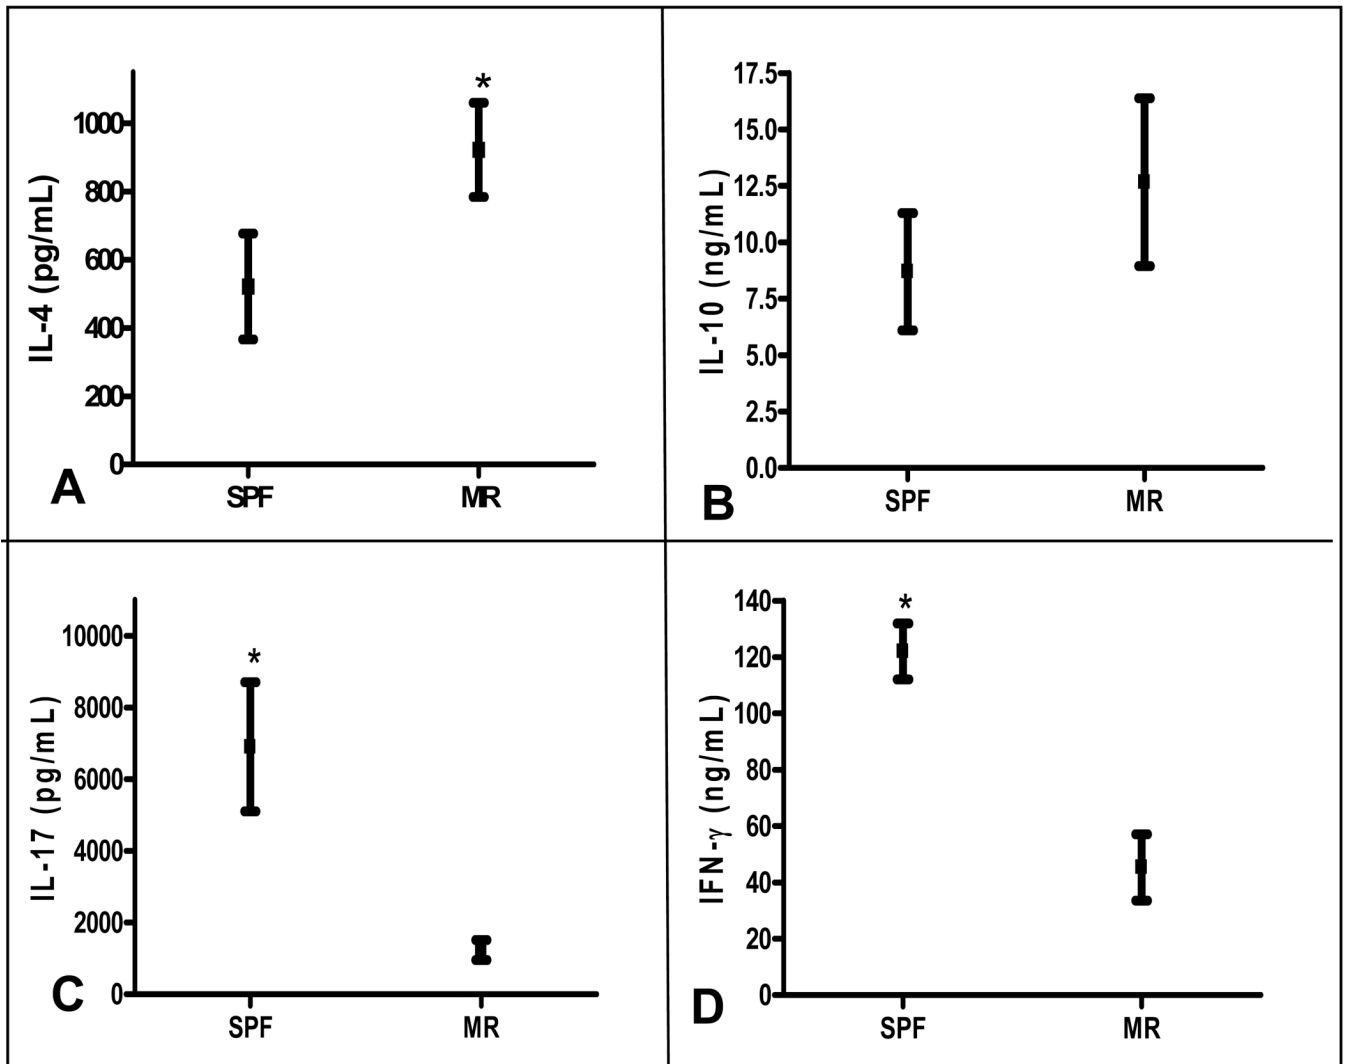 *
1000
800
600
400
200
0
IL-4 (pg/mL)
SPF MR
A
17.5
15.0
12.5
10.0
7.5
5.0
2.5
0.0
IL-10 (ng/mL)
SPF MR
B
*
10000
8000
6000
4000
2000
0
IL-17 (pg/mL)
SPF MR
C
*
140
120
100
80
60
40
20
0
IFN-γ (ng/mL)
SPF MR
D